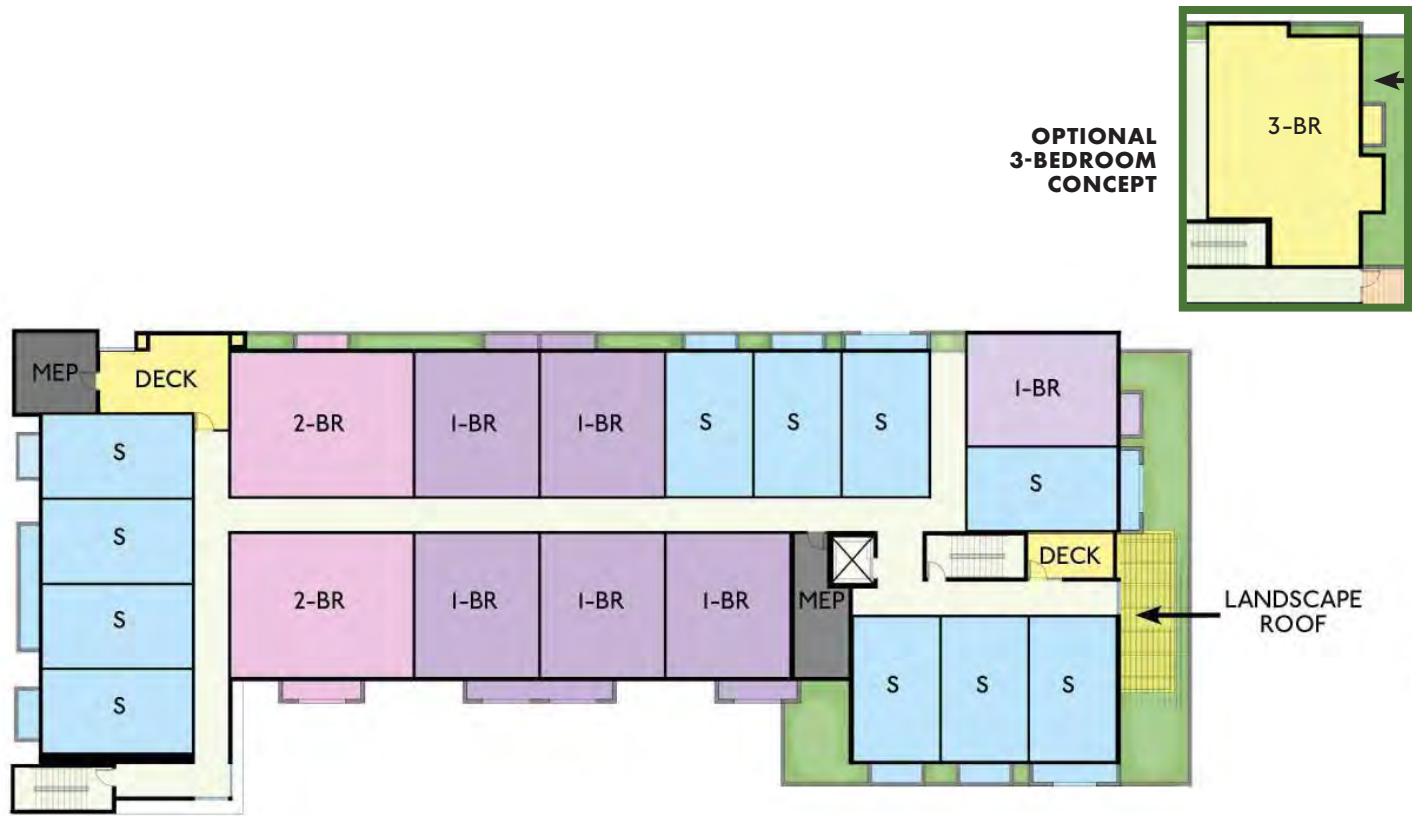 3-BR
OPTIONAL
3-BEDROOM
CONCEPT
MEP
DECK
1-BR
2-BR
1-BR
1-BR
S
S
S
S
S
S
DECK
2-BR
1-BR
1-BR
1-BR
MEP
LANDSCAPE
ROOF
S
S
S
S
S